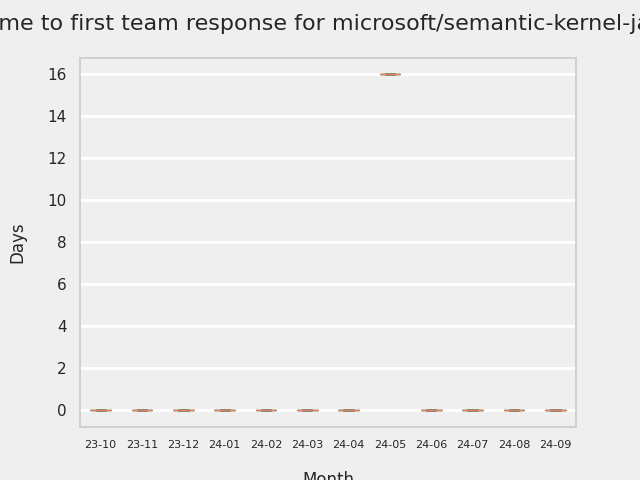 me to first team response for microsoft/semantic-kernel-ja
16
14
12
10
8
6
4
2
0
Days
23-10 23-11 23-12 24-01 24-02 24-03 24-04 24-05 24-06 24-07 24-08 24-09
Month